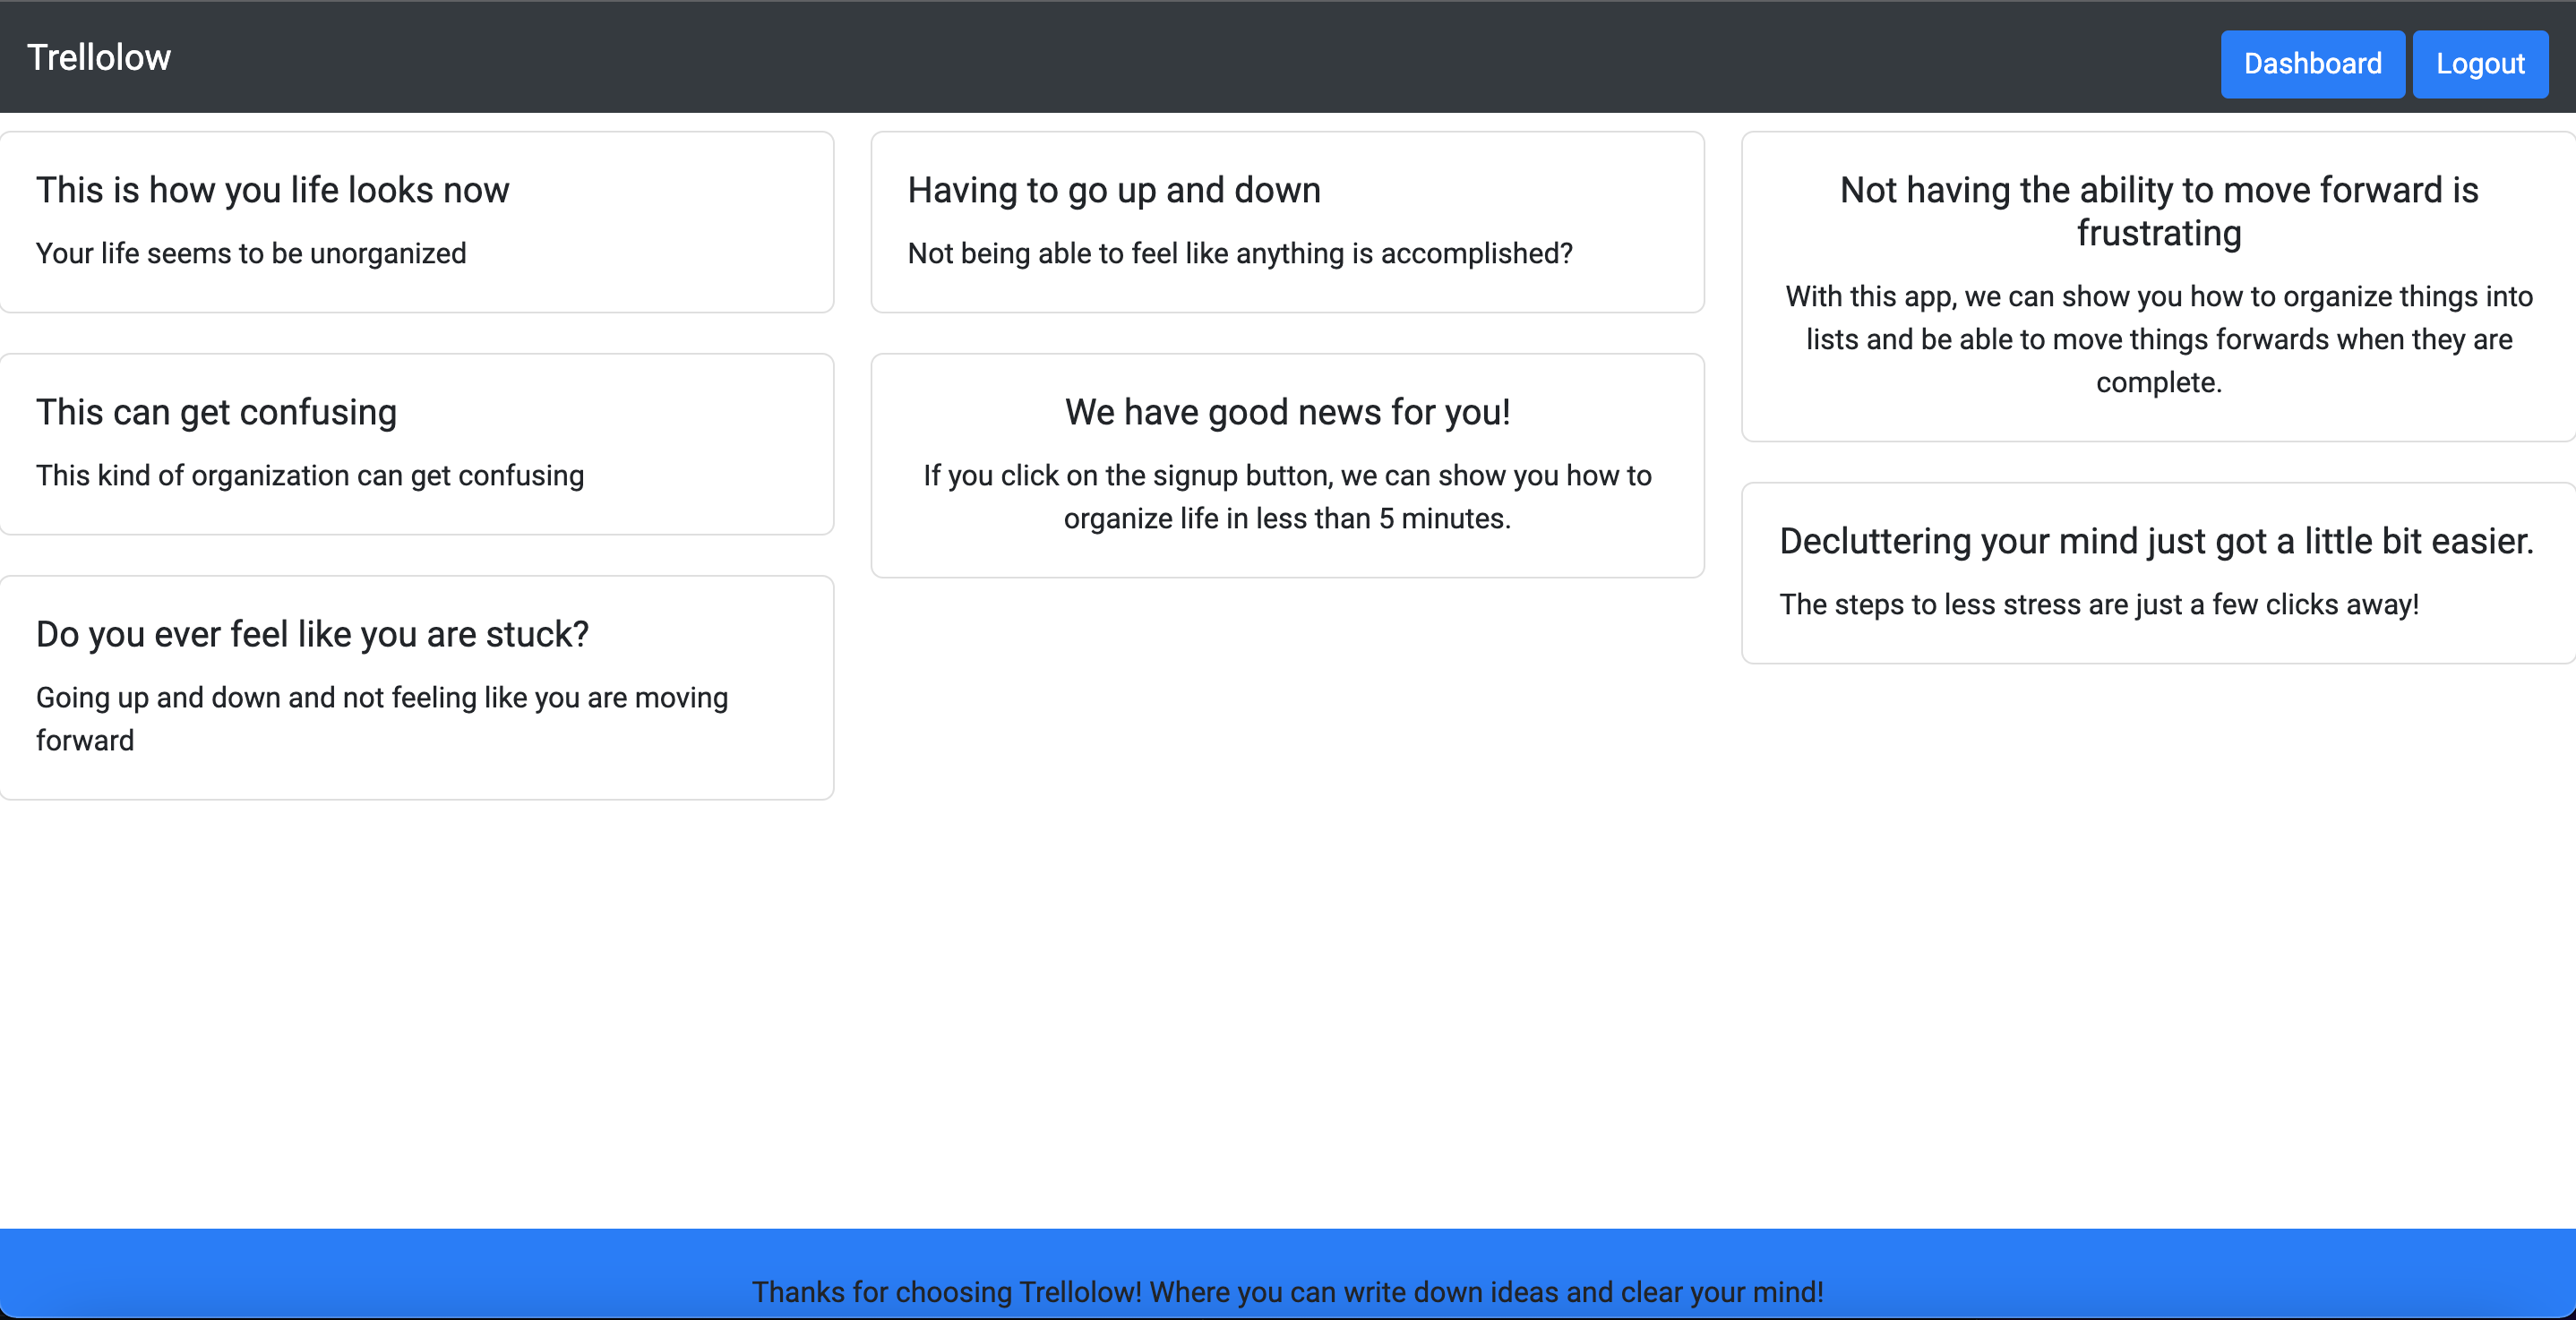 Trellolow
Dashboard
Logout
This is how you life looks now
Your life seems to be unorganized
This can get confusing
This kind of organization can get confusing
Do you ever feel like you are stuck?
Going up and down and not feeling like you are moving
forward
Having to go up and down
Not being able to feel like anything is accomplished?
We have good news for you!
If you click on the signup button, we can show you how to
organize life in less than 5 minutes.
Not having the ability to move forward is
frustrating
With this app, we can show you how to organize things into
lists and be able to move things forwards when they are
complete.
Decluttering your mind just got a little bit easier.
The steps to less stress are just a few clicks away!
Thanks for choosing Trellolow! Where you can write down ideas and clear your mind!